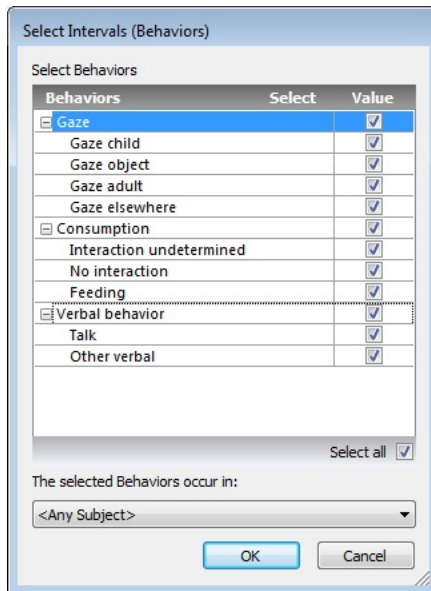 Select Intervals (Behaviors)
Select Behaviors
Behaviors Select Value
Gaze
Gaze child
Gaze object
Gaze adult
Gaze elsewhere
Consumption
Interaction undetermined
No interaction
Feeding
Verbal behavior
Talk
Other verbal
Select all
The selected Behaviors occur in:
<Any Subject>
OK Cancel